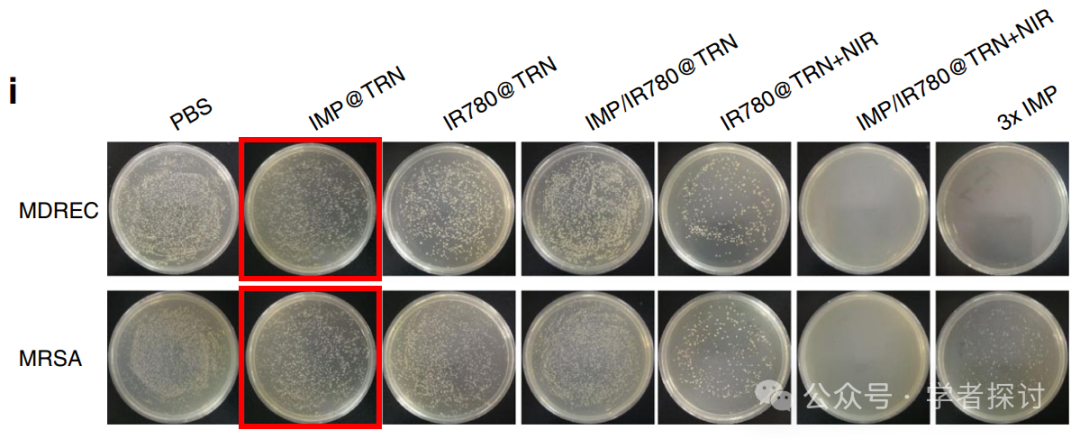 i
PBS
IMP@TRN
IR780@TRN
IMP/IR780@TRN
IR780@TRN+NIR
IMP/IR780@TRN+NIR
3x IMP
MDREC
MRSA
公众号 · 学者探讨